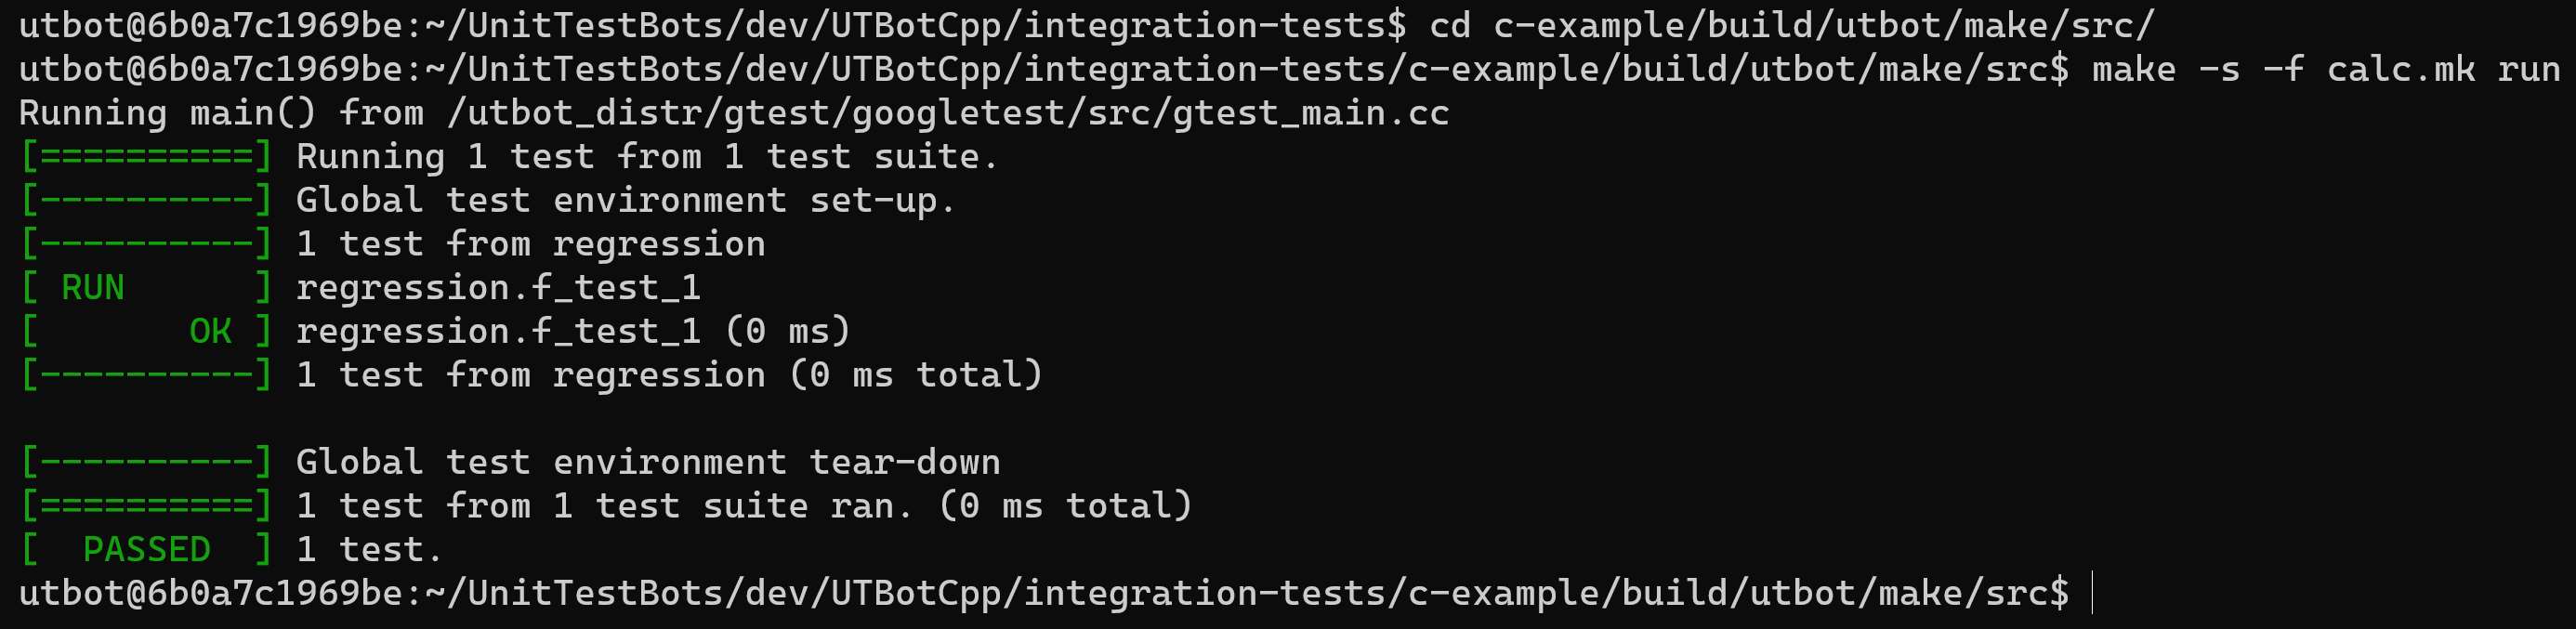 utbot@6b0a7c1969be:~/UnitTestBots/dev/UTBotCpp/integration-tests$ cd c-example/build/utbot/make/src/
utbot@6b0a7c1969be:~/UnitTestBots/dev/UTBotCpp/integration-tests/c-example/build/utbot/make/src$ make -s -f calc.mk run
Running main() from /utbot_distr/gtest/googletest/src/gtest_main.cc
[==========] Running 1 test from 1 test suite.
[----------] Global test environment set-up.
[----------] 1 test from regression
[ RUN      ] regression.f_test_1
[       OK ] regression.f_test_1 (0 ms)
[----------] 1 test from regression (0 ms total)

[----------] Global test environment tear-down
[==========] 1 test from 1 test suite ran. (0 ms total)
[  PASSED  ] 1 test.
utbot@6b0a7c1969be:~/UnitTestBots/dev/UTBotCpp/integration-tests/c-example/build/utbot/make/src$